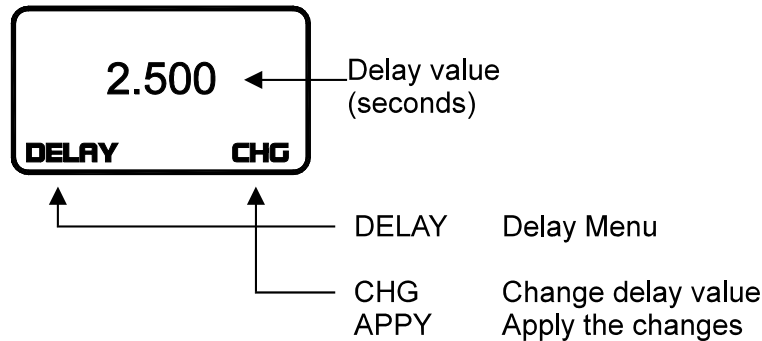 2.500
Delay value
(seconds)
DELAY CHG
DELAY Delay Menu
CHG Change delay value
APPY Apply the changes